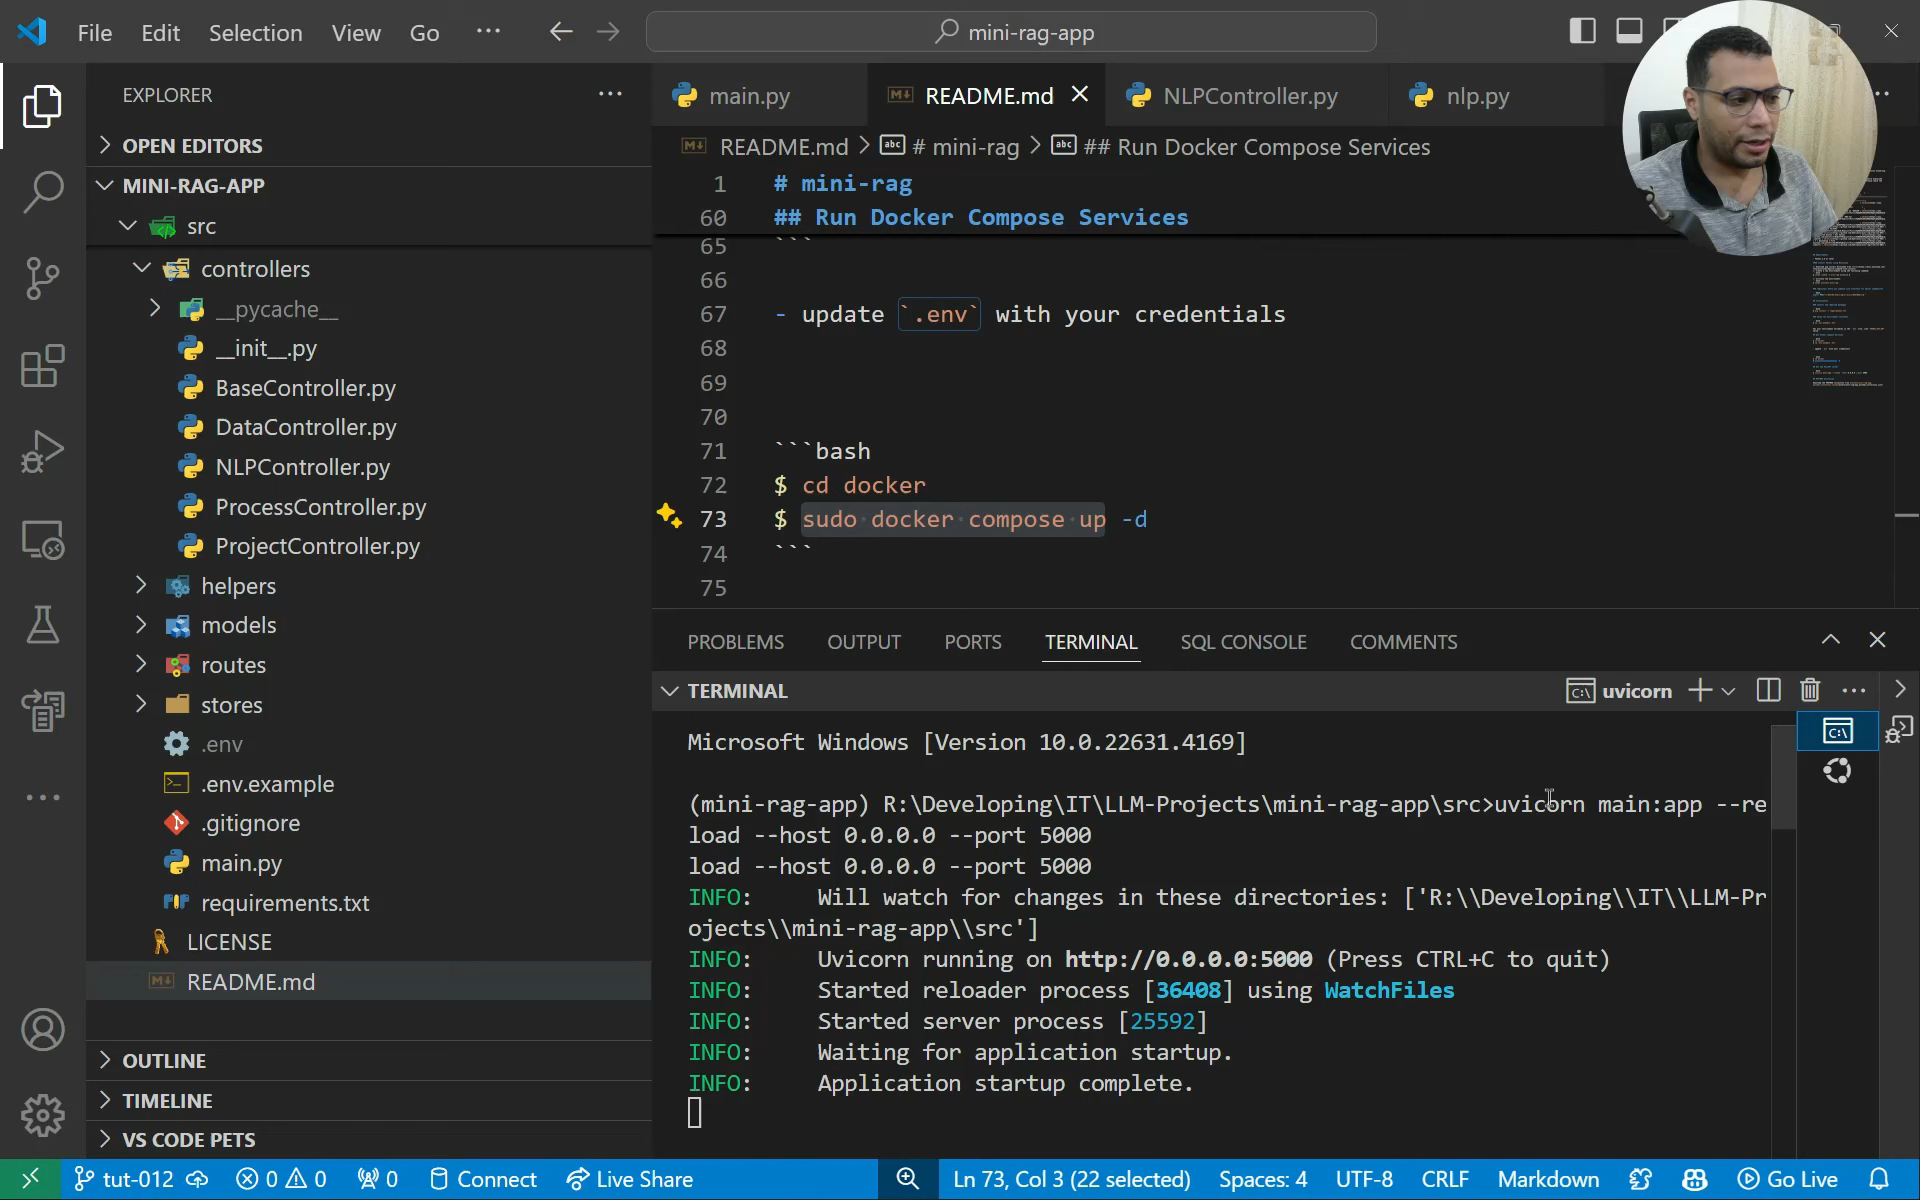 File Edit Selection View Go ··· mini-rag-app
EXPLORER
OPEN EDITORS
MINI-RAG-APP
src
controllers
__pycache__
__init__.py
BaseController.py
DataController.py
NLPController.py
ProcessController.py
ProjectController.py
helpers
models
routes
stores
.env
.env.example
.gitignore
main.py
requirements.txt
LICENSE
README.md
OUTLINE
TIMELINE
VS CODE PETS
main.py README.md NLPController.py nlp.py
README.md > # mini-rag > ## Run Docker Compose Services
1 # mini-rag
60 ## Run Docker Compose Services
65 ```
66
67 - update `.env` with your credentials
68
69
70
71 ```bash
72 $ cd docker
73 $ sudo docker compose up -d
74 ```
75
PROBLEMS OUTPUT PORTS TERMINAL SQL CONSOLE COMMENTS
TERMINAL uvicorn
Microsoft Windows [Version 10.0.22631.4169]
(mini-rag-app) R:\Developing\IT\LLM-Projects\mini-rag-app\src>uvicorn main:app --re
load --host 0.0.0.0 --port 5000
load --host 0.0.0.0 --port 5000
INFO: Will watch for changes in these directories: ['R:\\Developing\\IT\\LLM-Pr
ojects\\mini-rag-app\\src']
INFO: Uvicorn running on http://0.0.0.0:5000 (Press CTRL+C to quit)
INFO: Started reloader process [36408] using WatchFiles
INFO: Started server process [25592]
INFO: Waiting for application startup.
INFO: Application startup complete.
tut-012 0 0 0 Connect Live Share Ln 73, Col 3 (22 selected) Spaces: 4 UTF-8 CRLF Markdown Go Live